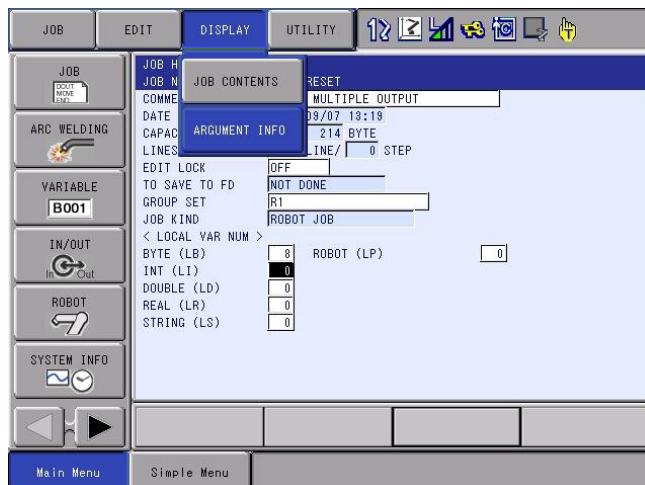 JOB EDIT DISPLAY UTILITY
JOB
DOUT
MOVE
END
ARC WELDING
VARIABLE
B001
IN/OUT
In Out
ROBOT
SYSTEM INFO
JOB CONTENTS
ARGUMENT INFO
JOB H
JOB N RESET
COMME MULTIPLE OUTPUT
DATE 09/07 13:19
CAPAC 214 BYTE
LINES LINE/ 0 STEP
EDIT LOCK OFF
TO SAVE TO FD NOT DONE
GROUP SET R1
JOB KIND ROBOT JOB
< LOCAL VAR NUM >
BYTE (LB) 8 ROBOT (LP) 0
INT (LI) 0
DOUBLE (LD) 0
REAL (LR) 0
STRING (LS) 0
Main Menu Simple Menu